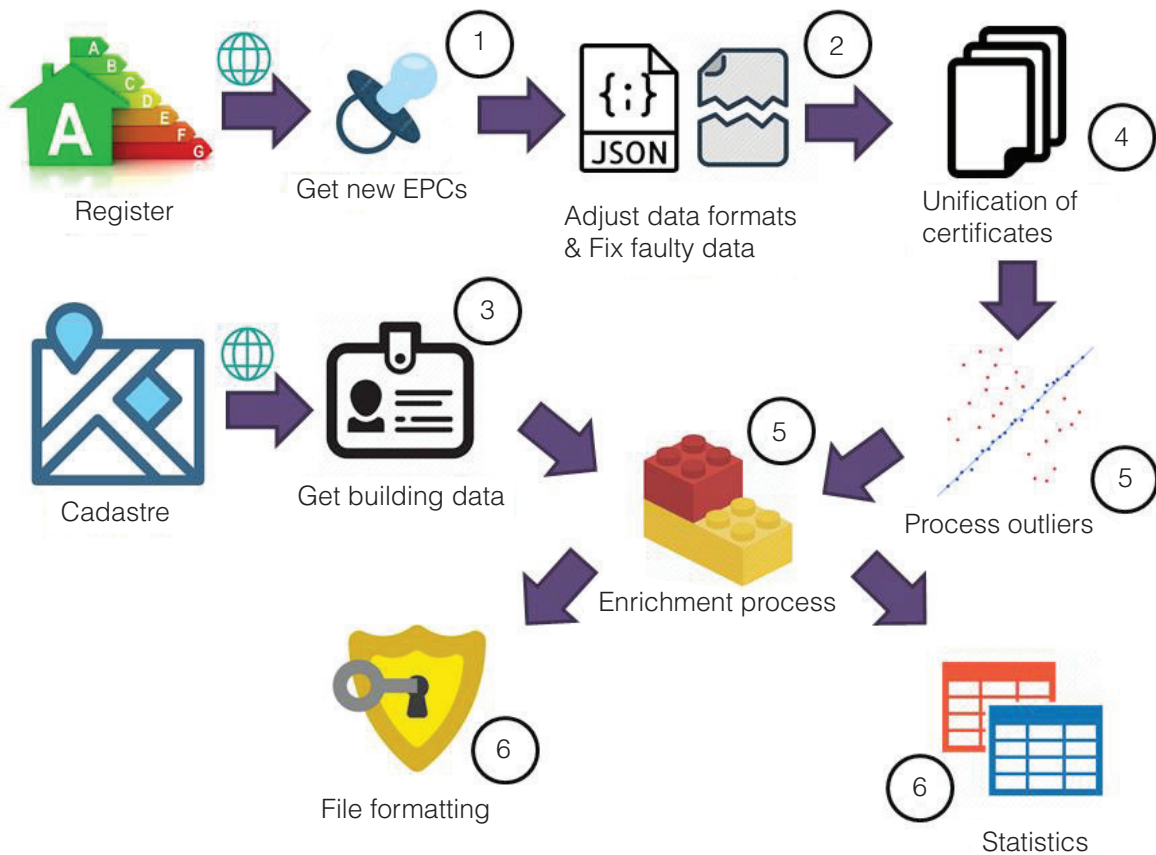 A
B
C
D
E
F
G
A
Register
1
Get new EPCs
{;}
JSON
2
Adjust data formats
& Fix faulty data
4
Unification of
certificates
Cadastre
3
Get building data
5
Enrichment process
5
Process outliers
6
File formatting
6
Statistics